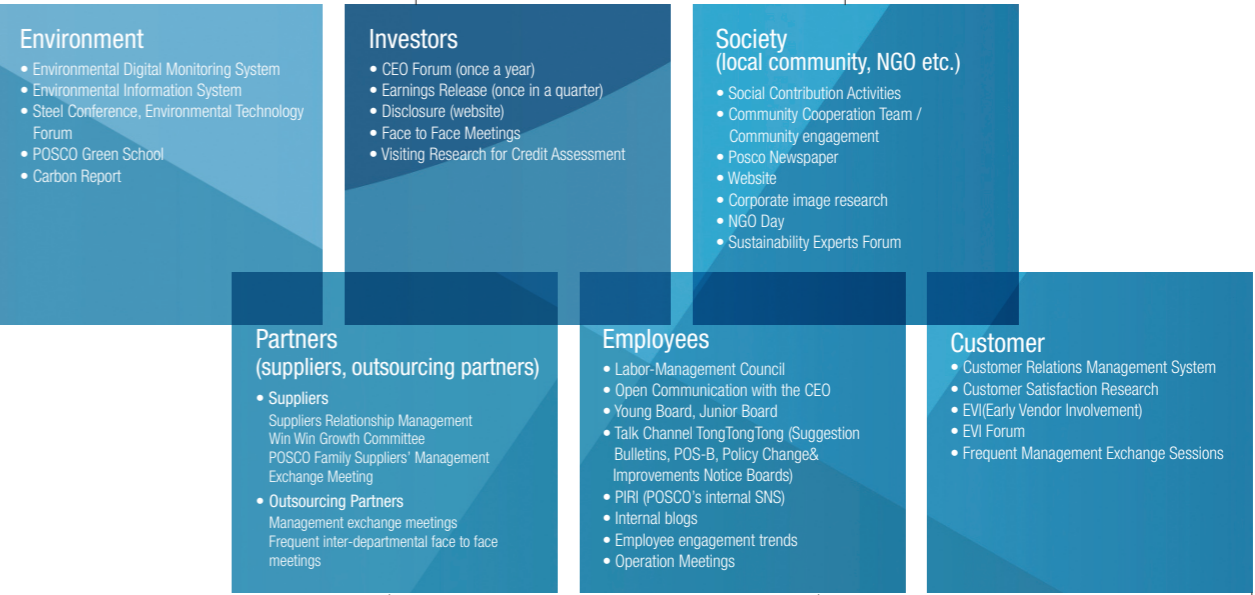 Environment
• Environmental Digital Monitoring System
• Environmental Information System
• Steel Conference, Environmental Technology
Forum
• POSCO Green School
• Carbon Report
Investors
• CEO Forum (once a year)
• Earnings Release (once in a quarter)
• Disclosure (website)
• Face to Face Meetings
• Visiting Research for Credit Assessment
Society
(local community, NGO etc.)
• Social Contribution Activities
• Community Cooperation Team /
Community engagement
• Posco Newspaper
• Website
• Corporate image research
• NGO Day
• Sustainability Experts Forum
Partners
(suppliers, outsourcing partners)
• Suppliers
Suppliers Relationship Management
Win Win Growth Committee
POSCO Family Suppliers' Management
Exchange Meeting
• Outsourcing Partners
Management exchange meetings
Frequent inter-departmental face to face
meetings
Employees
• Labor-Management Council
• Open Communication with the CEO
• Young Board, Junior Board
• Talk Channel TongTongTong (Suggestion
Bulletins, POS-B, Policy Change&
Improvements Notice Boards)
• PIRI (POSCO's internal SNS)
• Internal blogs
• Employee engagement trends
• Operation Meetings
Customer
• Customer Relations Management System
• Customer Satisfaction Research
• EVI(Early Vendor Involvement)
• EVI Forum
• Frequent Management Exchange Sessions